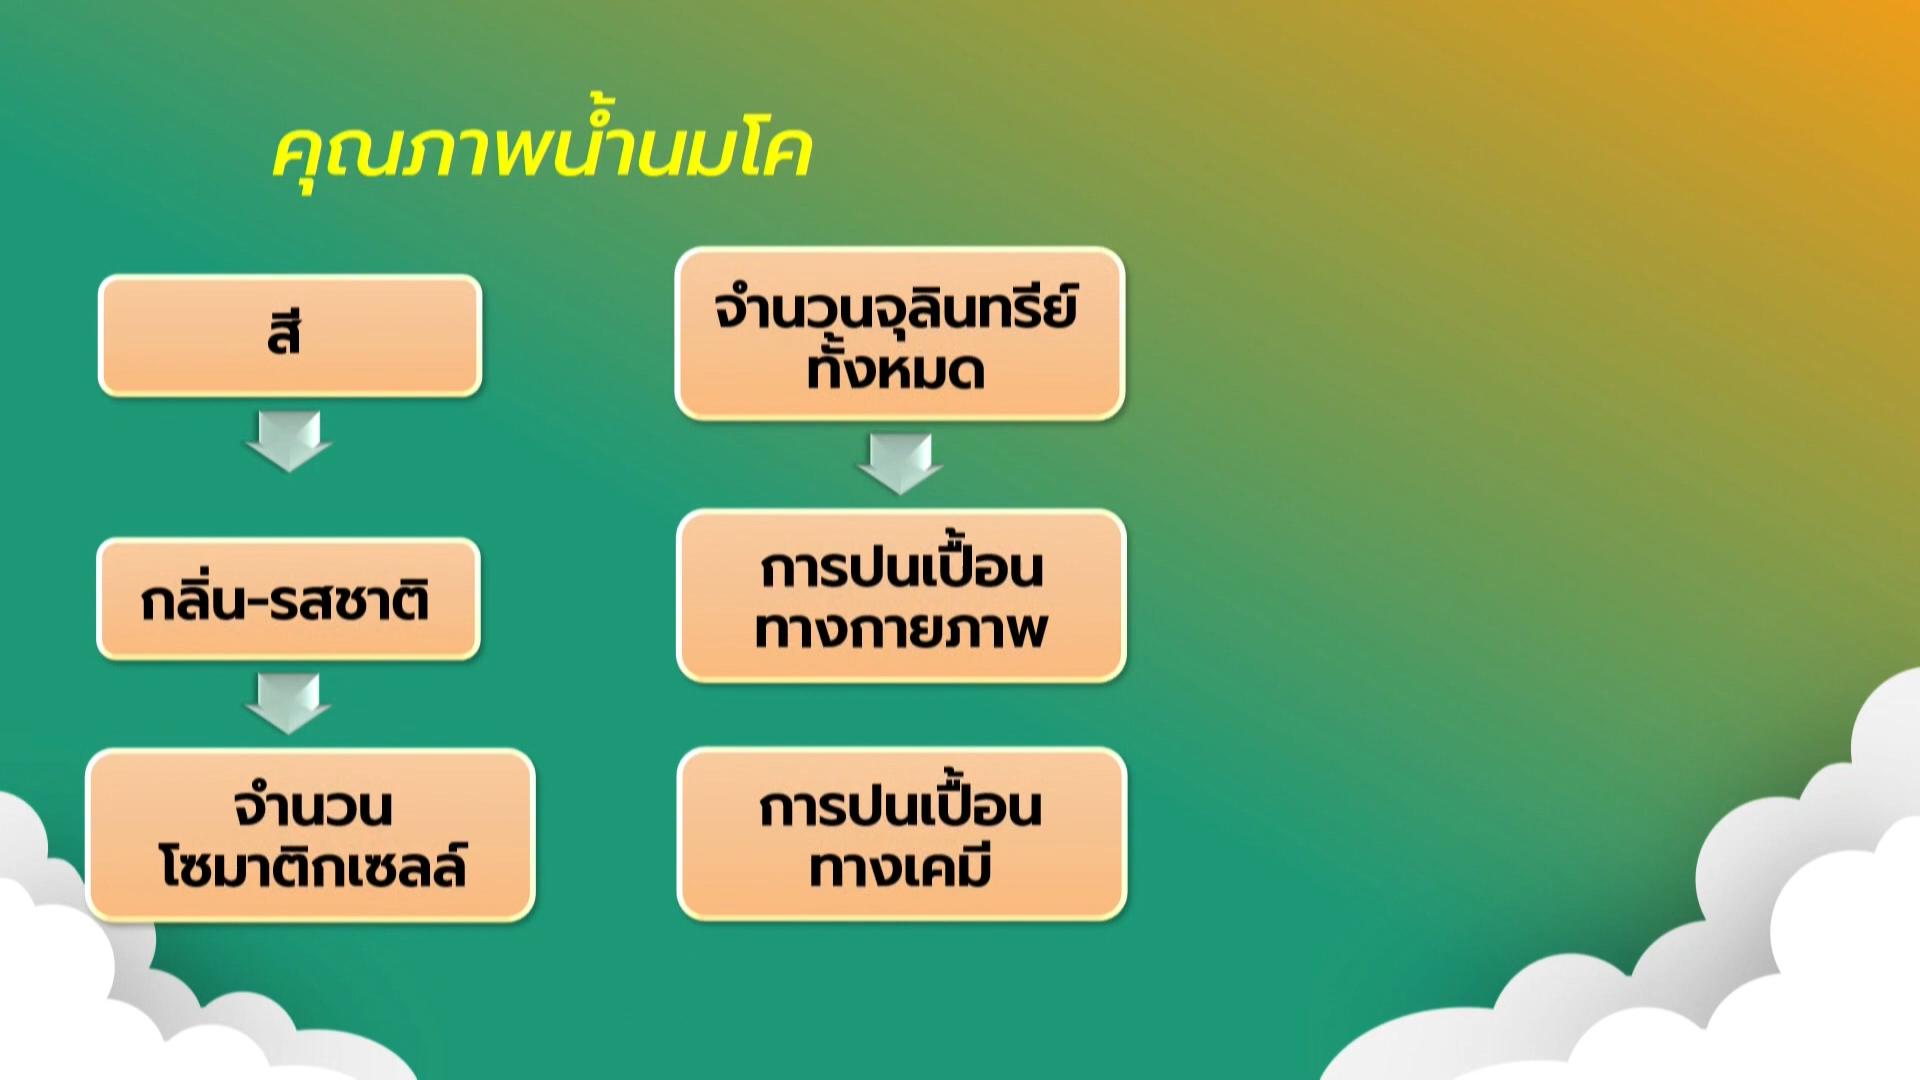 คุณภาพน้ำนมโค
สี
กลิ่น-รสชาติ
จำนวน
โซมาติกเซลล์
จำนวนจุลินทรีย์
ทั้งหมด
การปนเปื้อน
ทางกายภาพ
การปนเปื้อน
ทางเคมี